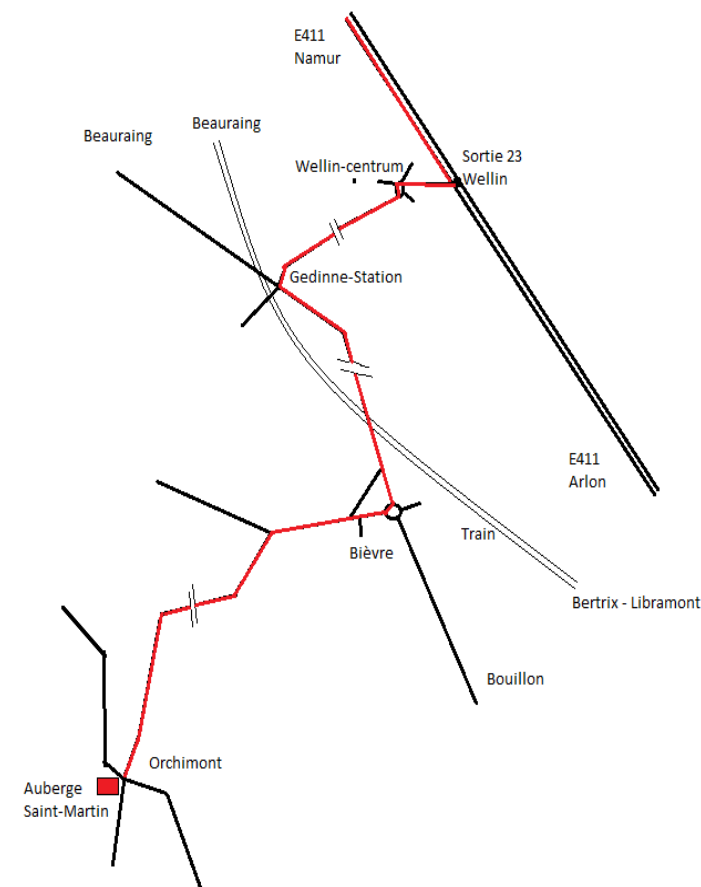 E411
Namur
Beauraing
Beauraing
Wellin-centrum
Sortie 23
Wellin
Gedinne-Station
E411
Arlon
Train
Bièvre
Bertrix - Libramont
Bouillon
Orchimont
Auberge
Saint-Martin